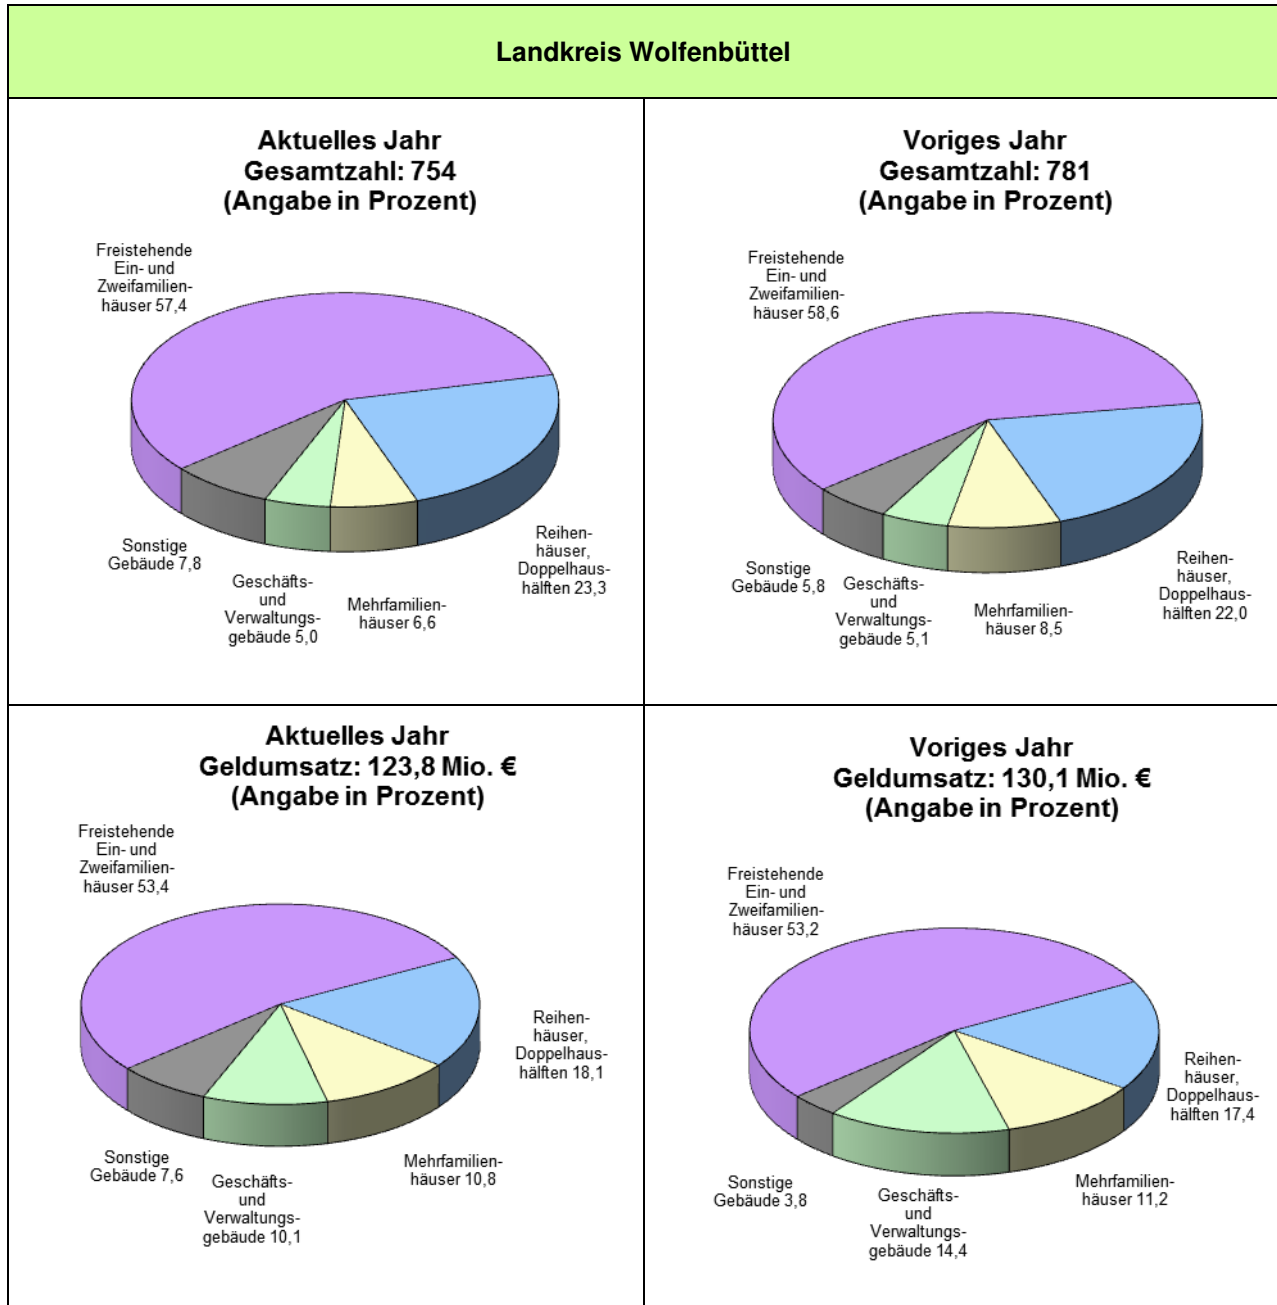 Landkreis Wolfenbüttel
Aktuelles Jahr
Gesamtzahl: 754
(Angabe in Prozent)
Freistehende
Ein- und
Zweifamilien-
häuser 57,4
Sonstige
Gebäude 7,8
Geschäfts-
und
Verwaltungs-
gebäude 5,0
Mehrfamilien-
häuser 6,6
Reihen-
häuser,
Doppelhaus-
hälften 23,3
Voriges Jahr
Gesamtzahl: 781
(Angabe in Prozent)
Freistehende
Ein- und
Zweifamilien-
häuser 58,6
Sonstige
Gebäude 5,8
Geschäfts-
und
Verwaltungs-
gebäude 5,1
Mehrfamilien-
häuser 8,5
Reihen-
häuser,
Doppelhaus-
hälften 22,0
Aktuelles Jahr
Geldumsatz: 123,8 Mio. €
(Angabe in Prozent)
Freistehende
Ein- und
Zweifamilien-
häuser 53,4
Sonstige
Gebäude 7,6
Geschäfts-
und
Verwaltungs-
gebäude 10,1
Mehrfamilien-
häuser 10,8
Reihen-
häuser,
Doppelhaus-
hälften 18,1
Voriges Jahr
Geldumsatz: 130,1 Mio. €
(Angabe in Prozent)
Freistehende
Ein- und
Zweifamilien-
häuser 53,2
Sonstige
Gebäude 3,8
Geschäfts-
und
Verwaltungs-
gebäude 14,4
Mehrfamilien-
häuser 11,2
Reihen-
häuser,
Doppelhaus-
hälften 17,4